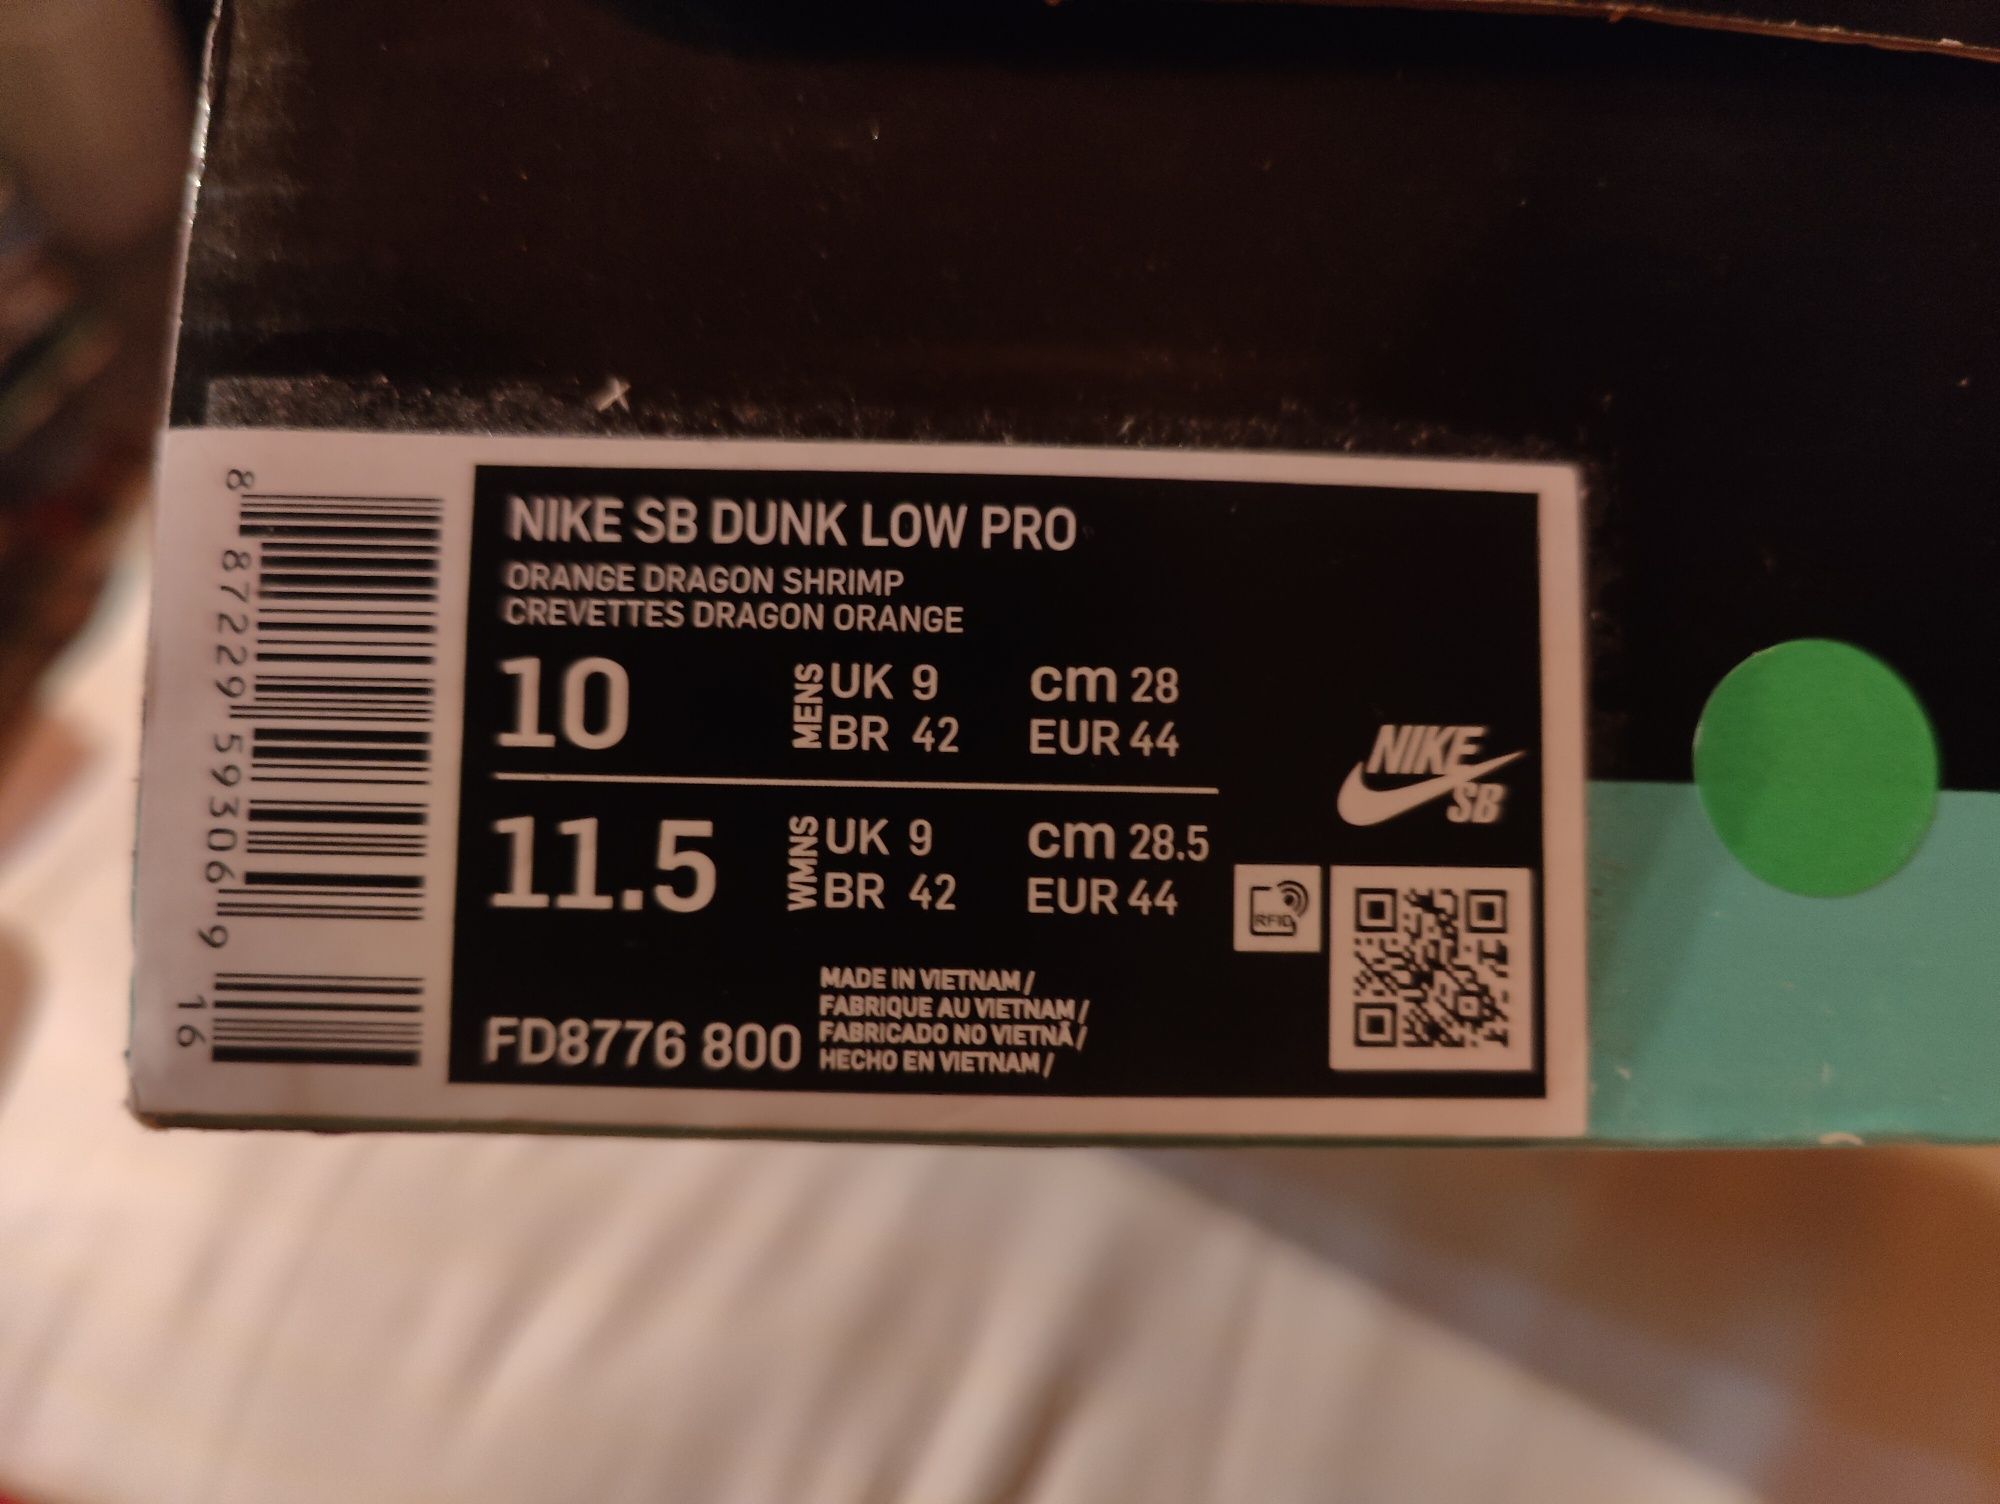 8 87229 59306 9 16
NIKE SB DUNK LOW PRO
ORANGE DRAGON SHRIMP
CREVETTES DRAGON ORANGE
10 MENS UK 9 cm 28
BR 42 EUR 44
11.5 WMNS UK 9 cm 28.5
BR 42 EUR 44
NIKE
SB
RFID
FD8776 800
MADE IN VIETNAM /
FABRIQUE AU VIETNAM /
FABRICADO NO VIETNÃ /
HECHO EN VIETNAM /